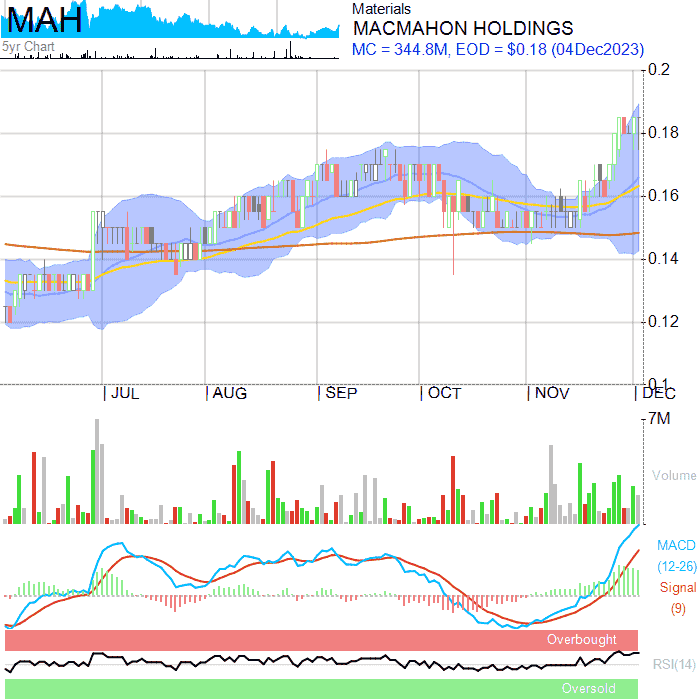 MAH
5yr Chart
Materials
MACMAHON HOLDINGS
MC = 344.8M, EOD = $0.18 (04Dec2023)
0.2
0.18
0.16
0.14
0.12
0.1
JUL AUG SEP OCT NOV DEC
7M
Volume
MACD
(12-26)
Signal
(9)
Overbought
RSI(14)
Oversold